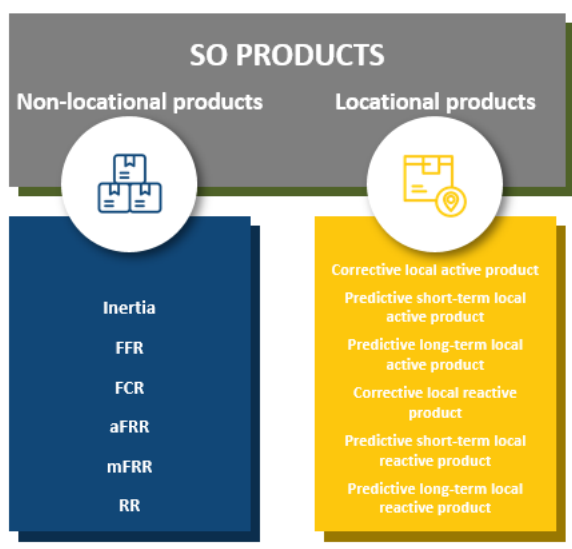 SO PRODUCTS
Non-locational products
Locational products
Inertia
FFR
FCR
aFRR
mFRR
RR
Corrective local active product
Predictive short-term local
active product
Predictive long-term local
active product
Corrective local reactive
product
Predictive short-term local
reactive product
Predictive long-term local
reactive product